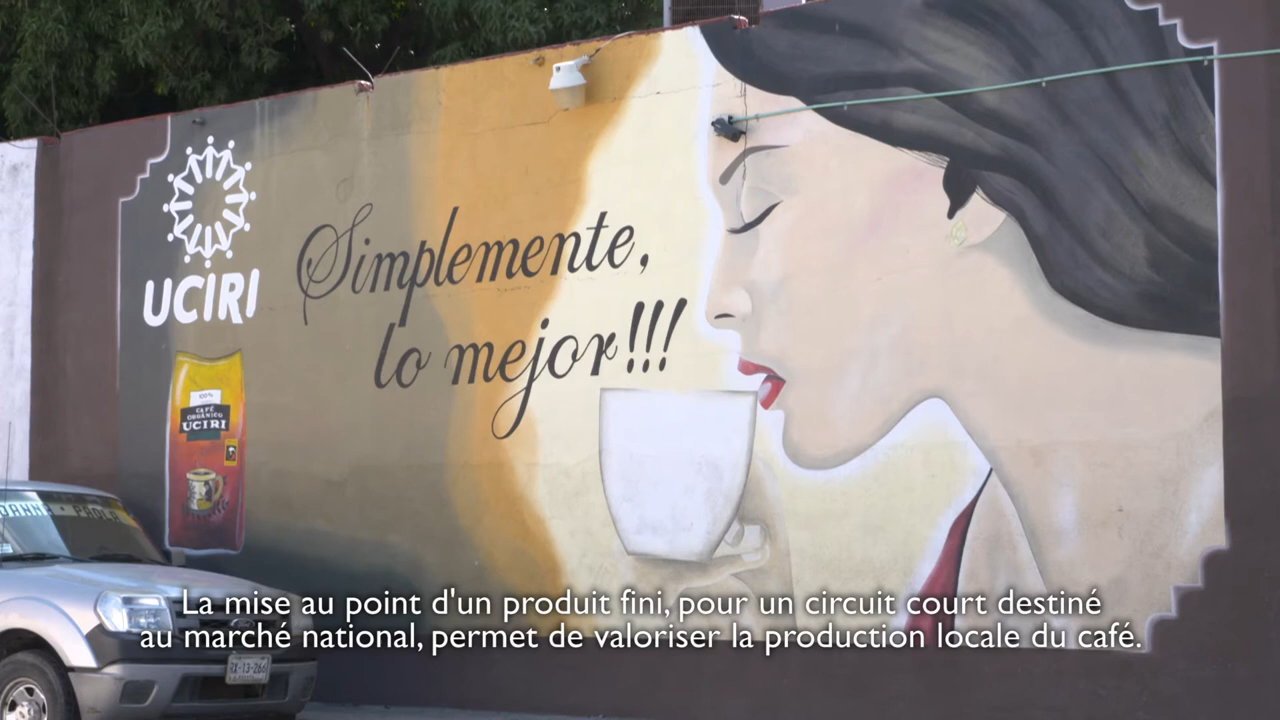 UCIRI
Simplemente,
lo mejor!!!
100%
CAFÉ
ORGÁNICO
UCIRI
La mise au point d'un produit fini, pour un circuit court destiné
au marché national, permet de valoriser la production locale du café.